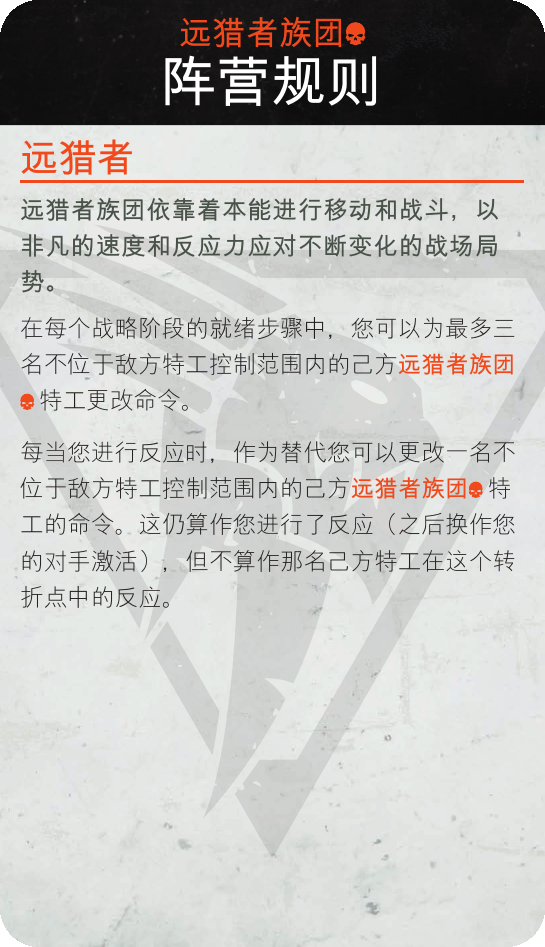 远猎者族团
阵营规则
远猎者
远猎者族团依靠着本能进行移动和战斗，以
非凡的速度和反应力应对不断变化的战场局
势。
在每个战略阶段的就绪步骤中，您可以为最多三
名不位于敌方特工控制范围内的己方远猎者族团
特工更改命令。
每当您进行反应时，作为替代您可以更改一名不
位于敌方特工控制范围内的己方远猎者族团特
工的命令。这仍算作您进行了反应（之后换作您
的对手激活），但不算作那名己方特工在这个转
折点中的反应。